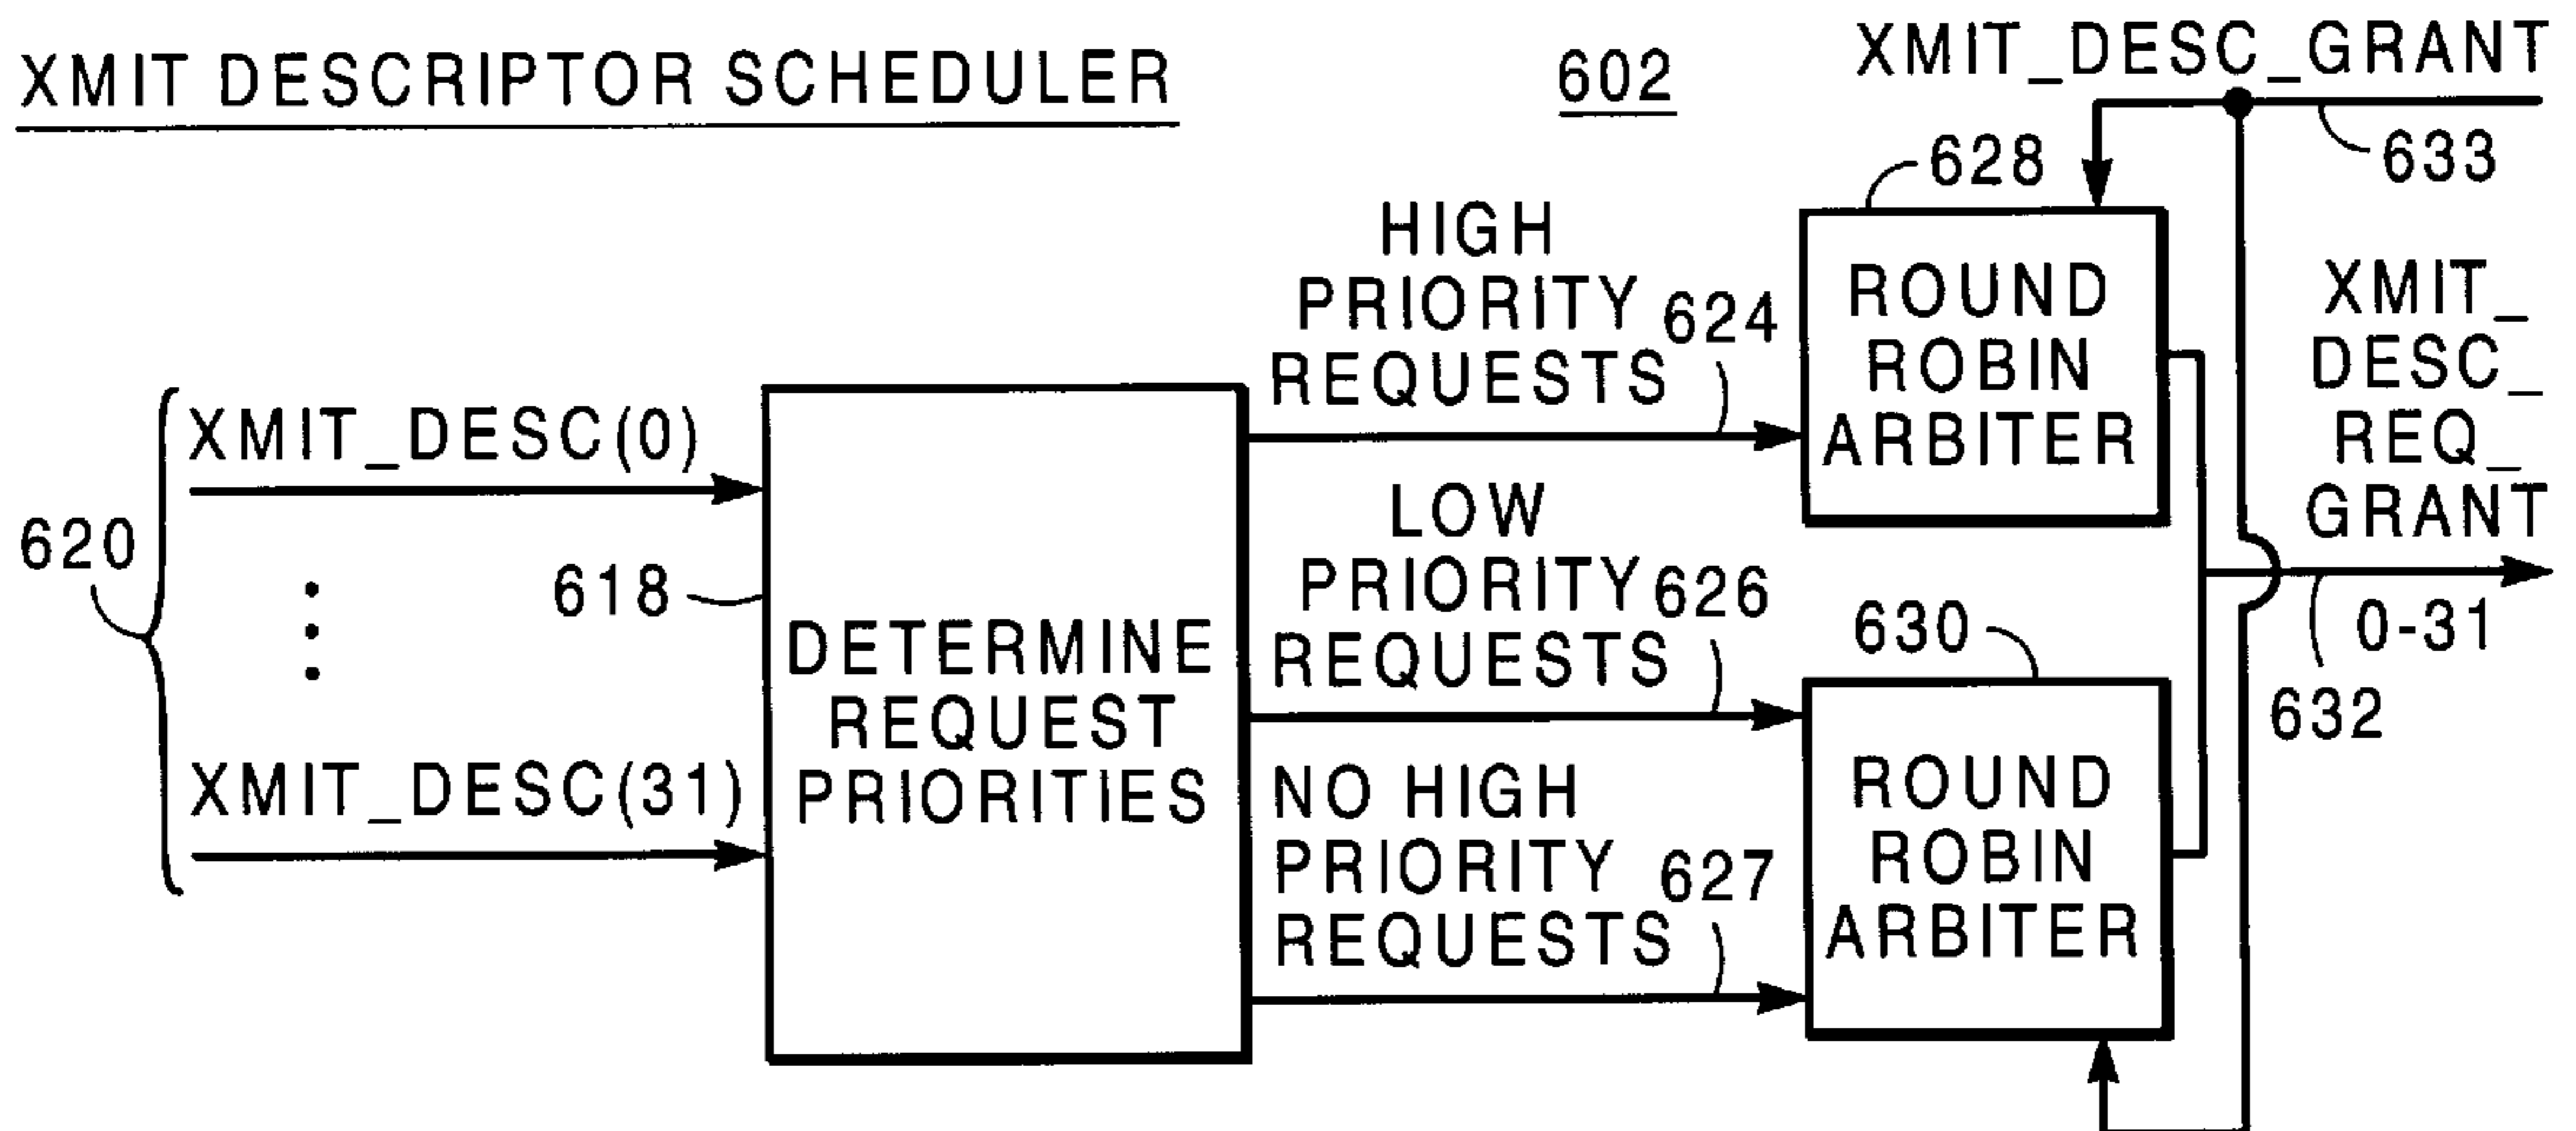 XMIT DESCRIPTOR SCHEDULER
602
XMIT_DESC_GRANT
633
628
HIGH
PRIORITY
REQUESTS
624
ROUND
ROBIN
ARBITER
XMIT_
DESC_
REQ_
GRANT
620
XMIT_DESC(0)
XMIT_DESC(31)
618
DETERMINE
REQUEST
PRIORITIES
LOW
PRIORITY
REQUESTS
626
630
0-31
632
NO HIGH
PRIORITY
REQUESTS
627
ROUND
ROBIN
ARBITER